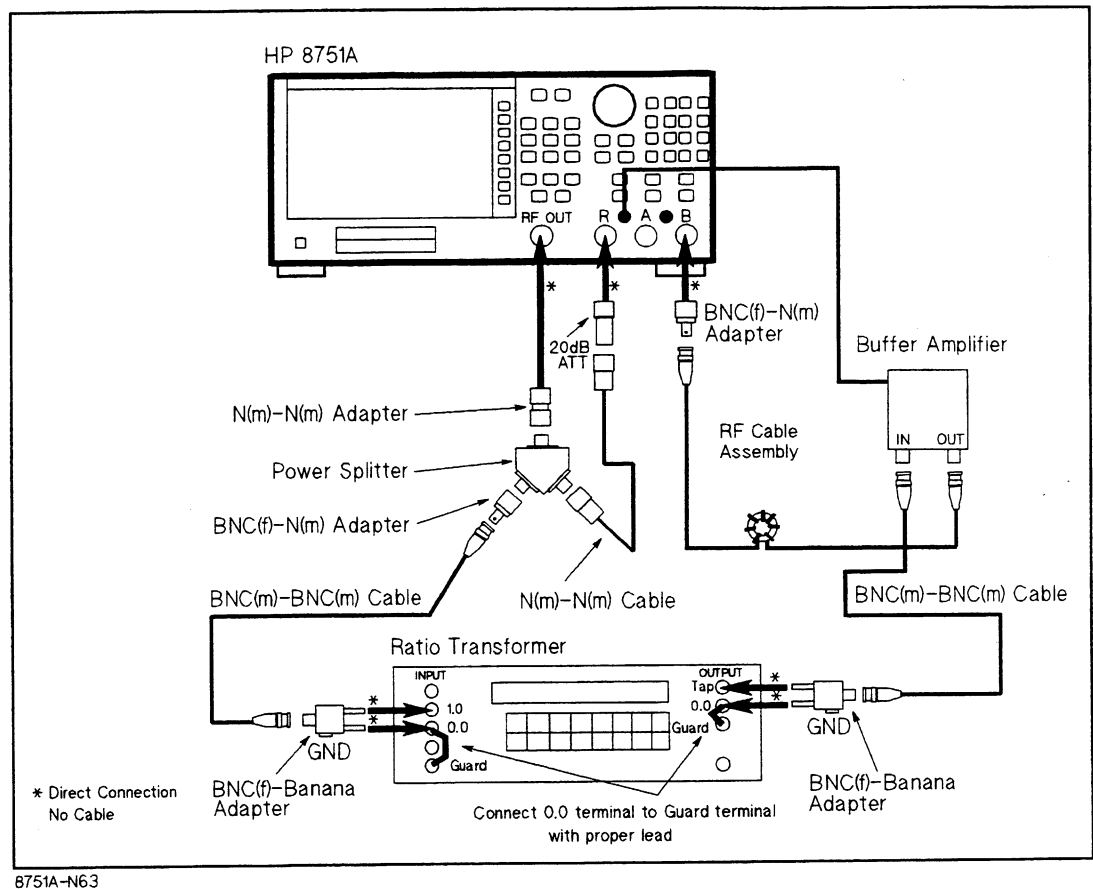 HP 8751A
RF OUT
R
A
B
*
*
*
BNC(f)-N(m)
Adapter
20dB
ATT
Buffer Amplifier
N(m)-N(m) Adapter
RF Cable
Assembly
IN
OUT
Power Splitter
BNC(f)-N(m) Adapter
BNC(m)-BNC(m) Cable
N(m)-N(m) Cable
BNC(m)-BNC(m) Cable
Ratio Transformer
INPUT
OUTPUT
Tap
*
*
1.0
0.0
*
*
0.0
Guard
GND
GND
Guard
BNC(f)-Banana
Adapter
BNC(f)-Banana
Adapter
* Direct Connection
No Cable
Connect 0.0 terminal to Guard terminal
with proper lead
8751A-N63